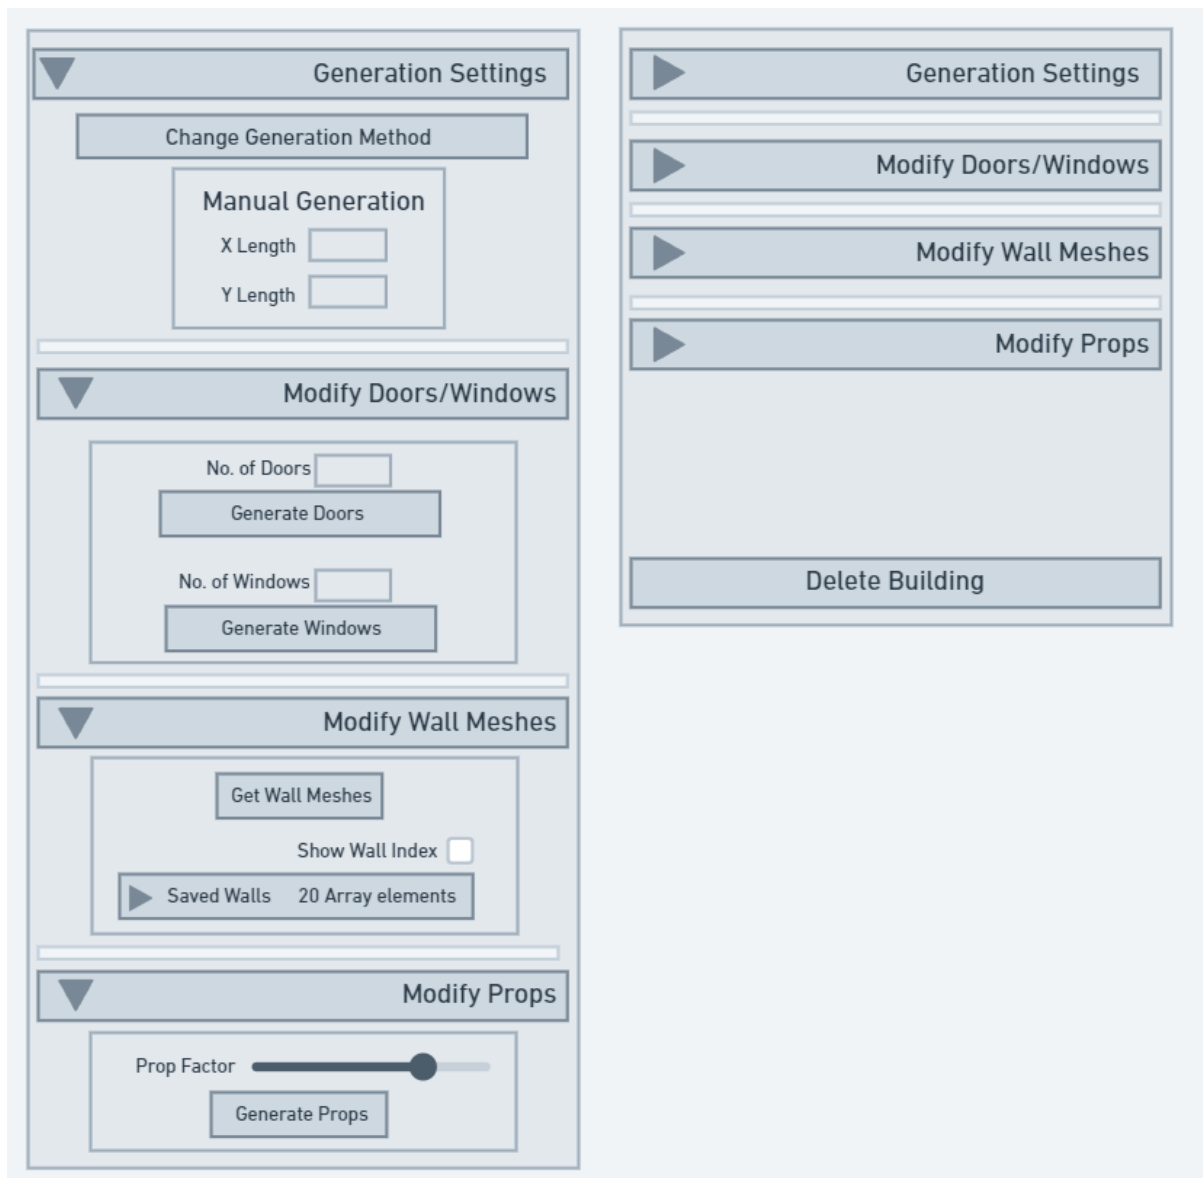 Generation Settings
Change Generation Method
Manual Generation
X Length
Y Length
Modify Doors/Windows
No. of Doors
Generate Doors
No. of Windows
Generate Windows
Modify Wall Meshes
Get Wall Meshes
Show Wall Index
Saved Walls 20 Array elements
Modify Props
Prop Factor
Generate Props
Generation Settings
Modify Doors/Windows
Modify Wall Meshes
Modify Props
Delete Building